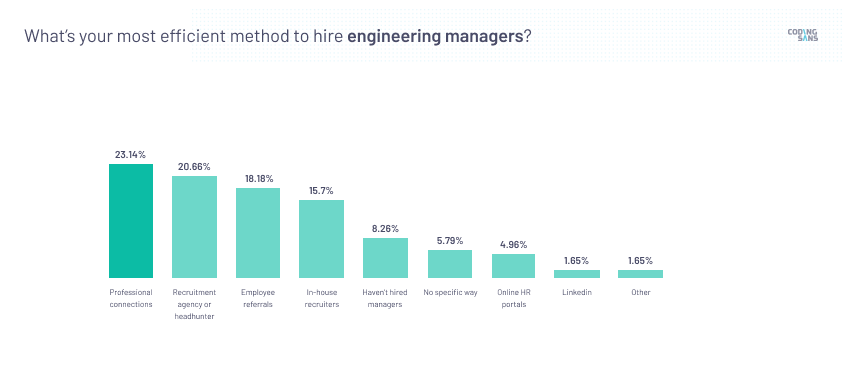 What's your most efficient method to hire engineering managers?
CODING
SANS
23.14%
20.66%
18.18%
15.7%
8.26%
5.79%
4.96%
1.65%
1.65%
Professional
connections
Recruitment
agency or
headhunter
Employee
referrals
In-house
recruiters
Haven't hired
managers
No specific way
Online HR
portals
Linkedin
Other